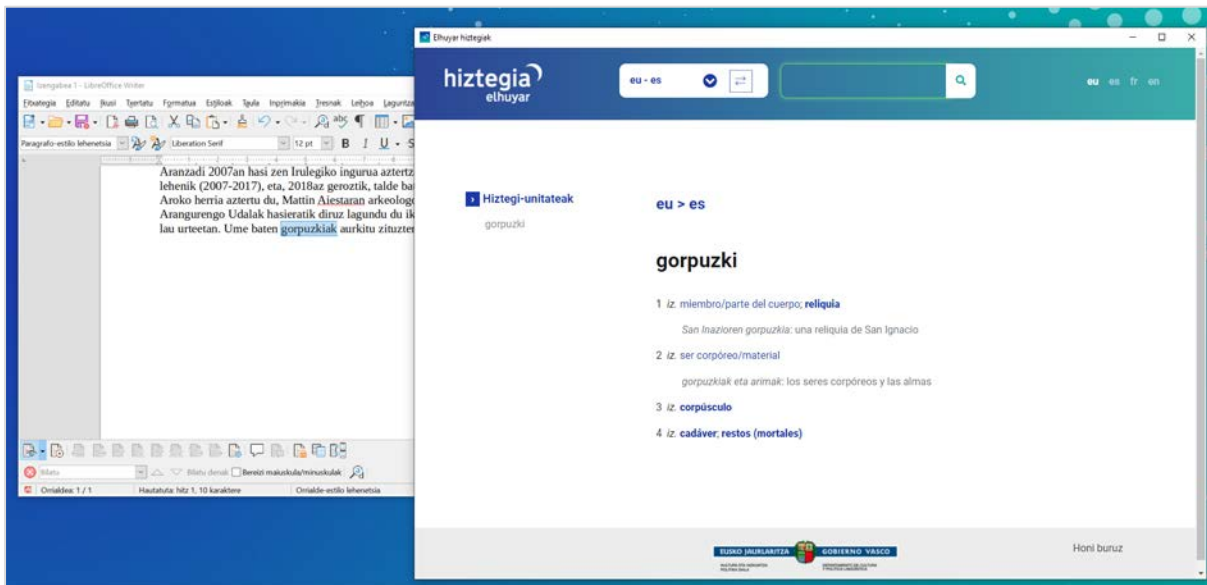 Izengabea 1 - LibreOffice Writer
Fitxategia Editatu Ikusi Txertatu Formatua Estiloak Taula Inprimakia Tresnak Leihoa Laguntza
Paragrafo-estilo lehenetsia Liberation Serif 12 pt B I U S
Aranzadi 2007an hasi zen Irulegiko ingurua aztertz
lehenik (2007-2017), eta, 2018az geroztik, talde ba
Aroko herria aztertu du, Mattin Aiestaran arkeologo
Arangurengo Udalak hasieratik diruz lagundu du ik
lau urteetan. Ume baten gorpuzkiak aurkitu zituzter
Bilatu Bilatu denak Bereizi maiuskula/minuskulak
Orrialdea: 1 / 1 Hautatuta: hitz 1, 10 karaktere Orrialde-estilo lehenetsia
Elhuyar hiztegiak
hiztegia
elhuyar
eu - es
eu es fr en
Hiztegi-unitateak
gorpuzki
eu > es
gorpuzki
1 iz. miembro/parte del cuerpo; reliquia
San Inazioren gorpuzkia: una reliquia de San Ignacio
2 iz. ser corpóreo/material
gorpuzkiak eta arimak: los seres corpóreos y las almas
3 iz. corpúsculo
4 iz. cadáver; restos (mortales)
EUSKO JAURLARITZA GOBIERNO VASCO
Honi buruz